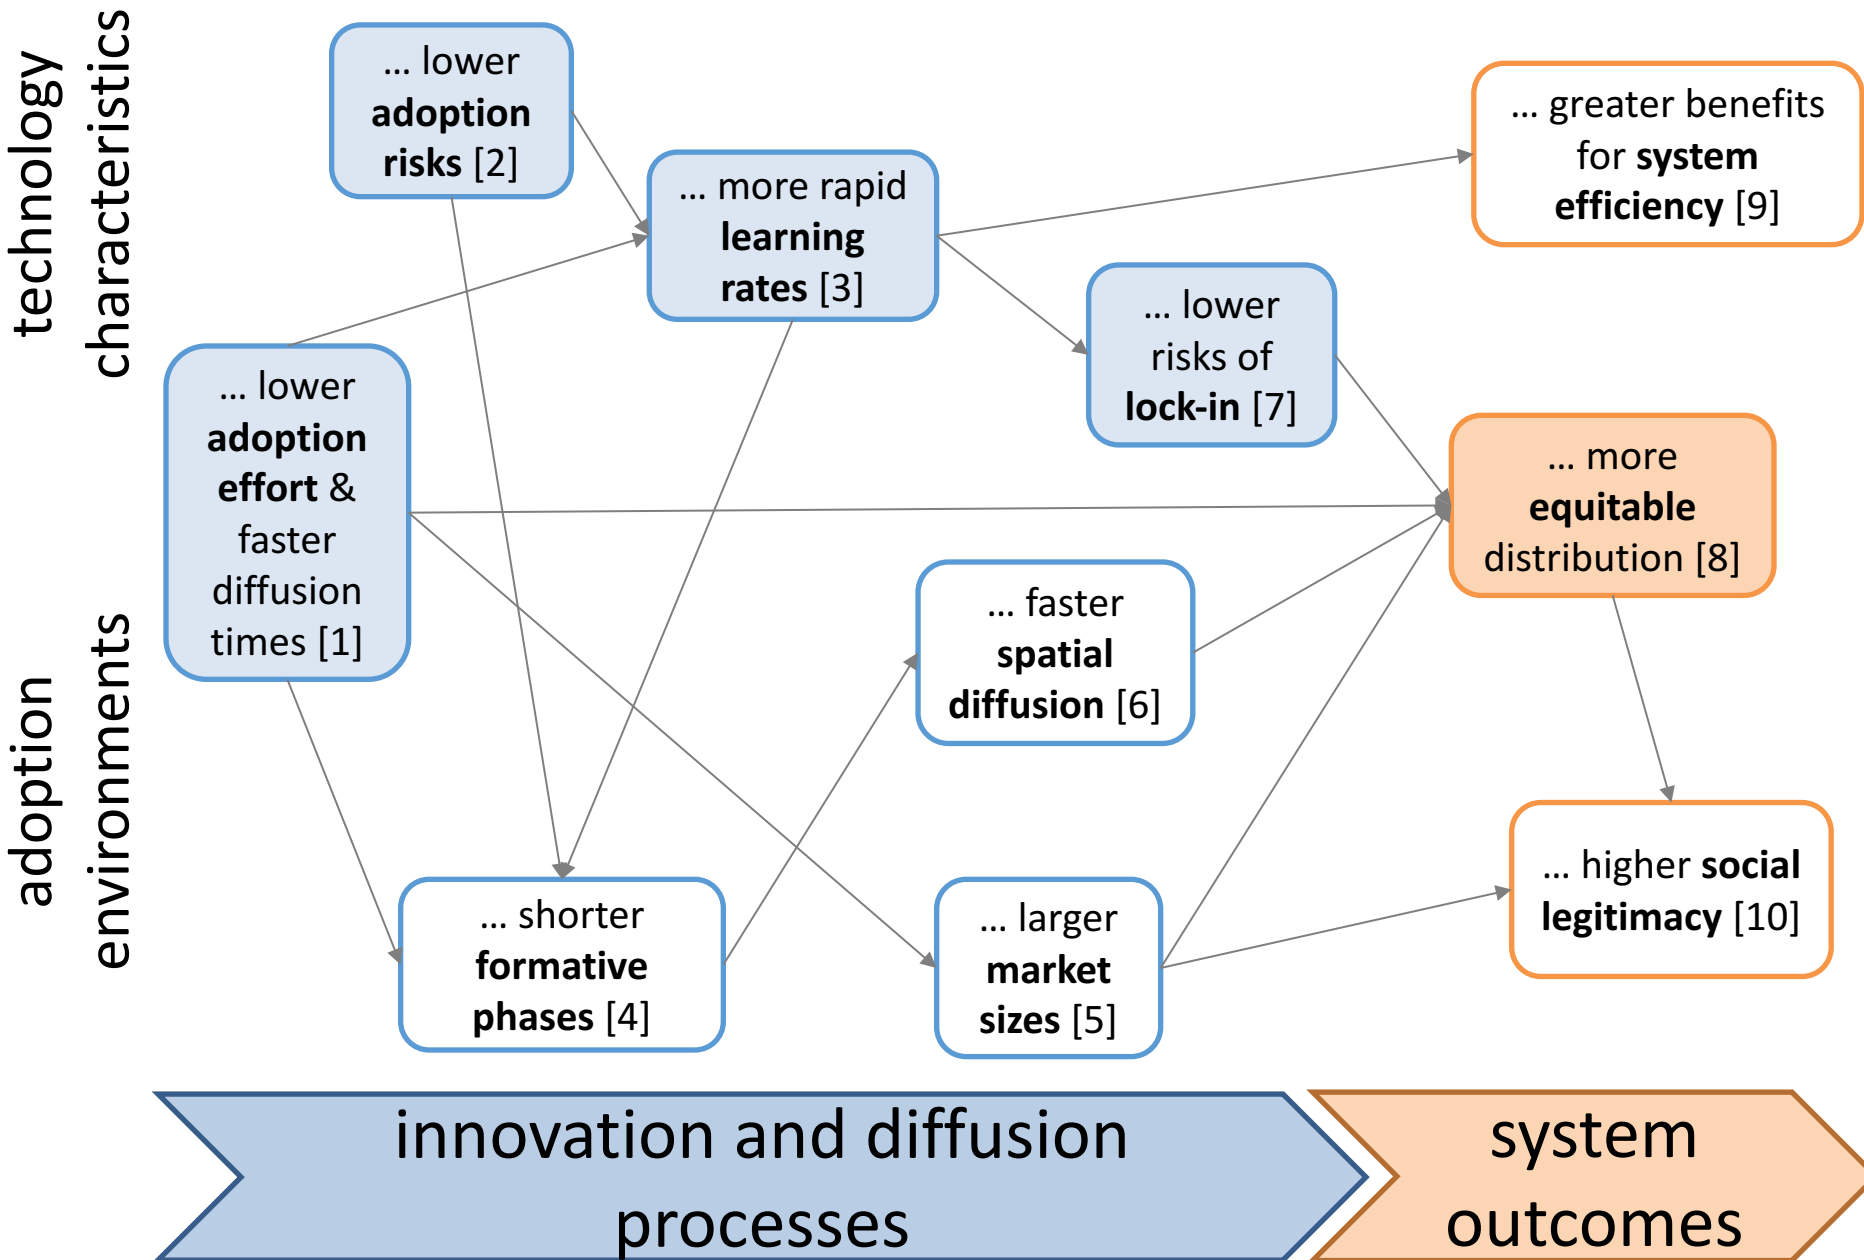 technology
characteristics
adoption
environments
... lower
adoption
risks [2]
... more rapid
learning
rates [3]
... greater benefits
for system
efficiency [9]
... lower
risks of
lock-in [7]
... lower
adoption
effort &
faster
diffusion
times [1]
... more
equitable
distribution [8]
... faster
spatial
diffusion [6]
... shorter
formative
phases [4]
... larger
market
sizes [5]
... higher social
legitimacy [10]
innovation and diffusion
processes
system
outcomes